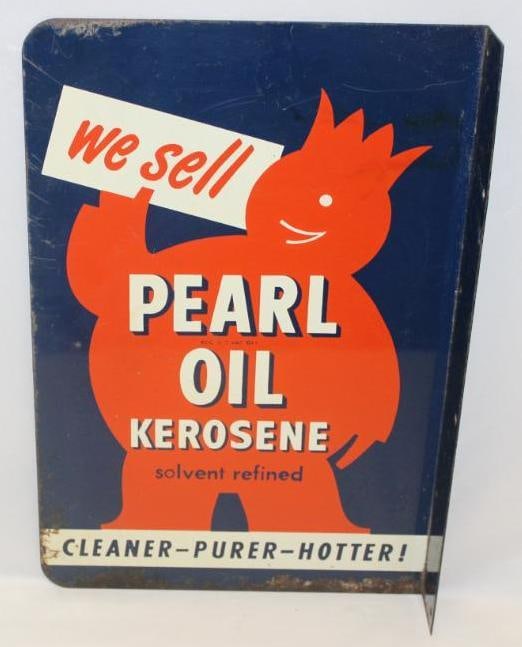 we sell
PEARL
OIL
KEROSENE
solvent refined
CLEANER-PURER-HOTTER!